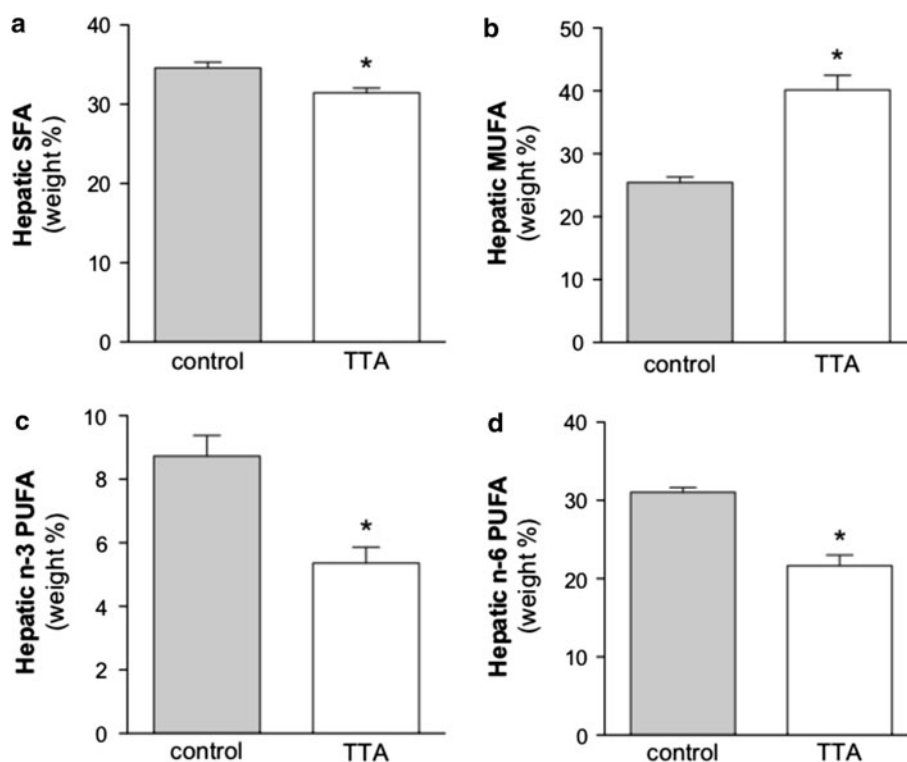 a
Hepatic SFA
(weight %)
40
30
20
10
0
*
control TTA
b
Hepatic MUFA
(weight %)
50
40
30
20
10
0
*
control TTA
c
Hepatic n-3 PUFA
(weight %)
10
8
6
4
2
0
*
control TTA
d
Hepatic n-6 PUFA
(weight %)
40
30
20
10
0
*
control TTA